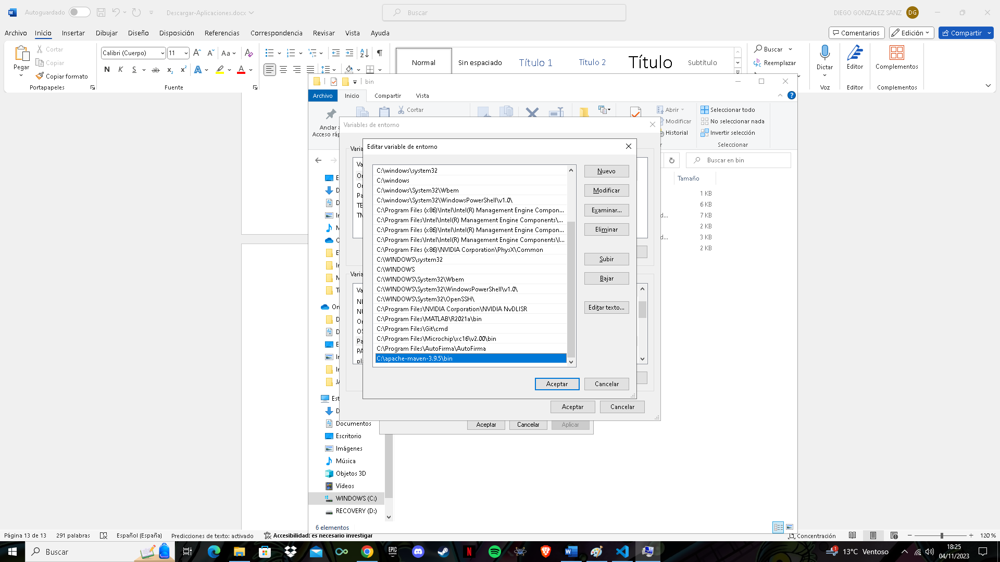 Autoguardado
Descargar-Aplicaciones.docx
Buscar
DIEGO GONZALEZ SANZ
DG
Archivo Inicio Insertar Dibujar Diseño Disposición Referencias Correspondencia Revisar Vista Ayuda
Comentarios
Edición
Compartir
Pegar
Cortar
Copiar
Copiar formato
Portapapeles
Calibri (Cuerpo)
11
Aa
N K S ab x₂ x² A A
Fuente
Normal
Sin espaciado
Título 1
Título 2
Título
Subtítulo
Buscar
Reemplazar
Dictar
Voz
Editor
Editor
Complementos
Complementos
bin
Archivo Inicio Compartir Vista
Cortar
Abrir
Modificar
Historial
Seleccionar todo
No seleccionar nada
Invertir selección
Seleccionar
Anclar
Acceso
Buscar en bin
Tamaño
1 KB
6 KB
7 KB
2 KB
3 KB
2 KB
Variables de entorno
Editar variable de entorno
C:\windows\system32
C:\windows
C:\windows\System32\Wbem
C:\windows\System32\WindowsPowerShell\v1.0\
C:\Program Files (x86)\Intel\Intel(R) Management Engine Compon...
C:\Program Files\Intel\Intel(R) Management Engine Components\...
C:\Program Files (x86)\Intel\Intel(R) Management Engine Compon...
C:\Program Files\Intel\Intel(R) Management Engine Components\I...
C:\Program Files (x86)\NVIDIA Corporation\PhysX\Common
C:\WINDOWS\system32
C:\WINDOWS
C:\WINDOWS\System32\Wbem
C:\WINDOWS\System32\WindowsPowerShell\v1.0\
C:\WINDOWS\System32\OpenSSH\
C:\Program Files\NVIDIA Corporation\NVIDIA NvDLISR
C:\Program Files\MATLAB\R2021a\bin
C:\Program Files\Git\cmd
C:\Program Files\Microchip\xc16\v2.00\bin
C:\Program Files\AutoFirma\AutoFirma
C:\apache-maven-3.9.5\bin
Nuevo
Modificar
Examinar...
Eliminar
Subir
Bajar
Editar texto...
Aceptar Cancelar
Aceptar Cancelar
Aceptar Cancelar Aplicar
Documentos
Escritorio
Imágenes
Música
Objetos 3D
Vídeos
WINDOWS (C:)
RECOVERY (D:)
6 elementos
Página 13 de 13 291 palabras Español (España) Predicciones de texto: activado Accesibilidad: es necesario investigar
Concentración
120 %
Buscar
EPIC GAMES
13°C Ventoso
18:25
04/11/2023